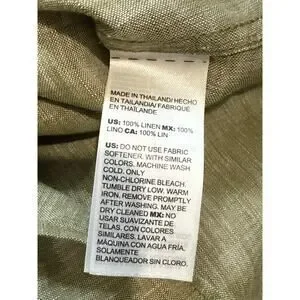 MADE IN THAILAND/HECHO
EN TAILANDIA/FABRIQUÉ
EN THAÏLANDE
US: 100% LINEN MX: 100%
LINO CA: 100% LIN
US: DO NOT USE FABRIC
SOFTENER. WITH SIMILAR
COLORS. MACHINE WASH
COLD. ONLY
NON-CHLORINE BLEACH.
TUMBLE DRY LOW. WARM
IRON. REMOVE PROMPTLY
AFTER WASHING. MAY BE
DRY CLEANED MX: NO
USAR SUAVIZANTE DE
TELAS. CON COLORES
SIMILARES. LAVAR A
MÁQUINA CON AGUA FRÍA.
SOLAMENTE
BLANQUEADOR SIN CLORO.